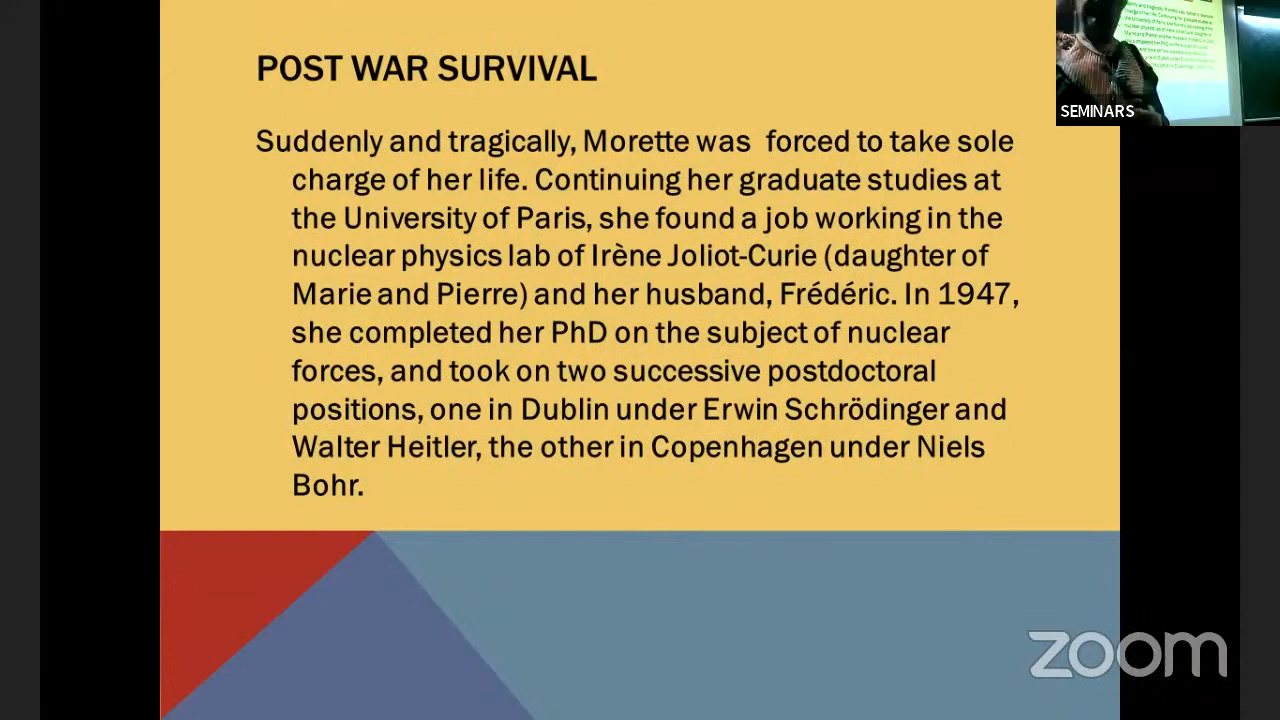 POST WAR SURVIVAL
Suddenly and tragically, Morette was forced to take sole
charge of her life. Continuing her graduate studies at
the University of Paris, she found a job working in the
nuclear physics lab of Irène Joliot-Curie (daughter of
Marie and Pierre) and her husband, Frédéric. In 1947,
she completed her PhD on the subject of nuclear
forces, and took on two successive postdoctoral
positions, one in Dublin under Erwin Schrödinger and
Walter Heitler, the other in Copenhagen under Niels
Bohr.
SEMINARS
zoom